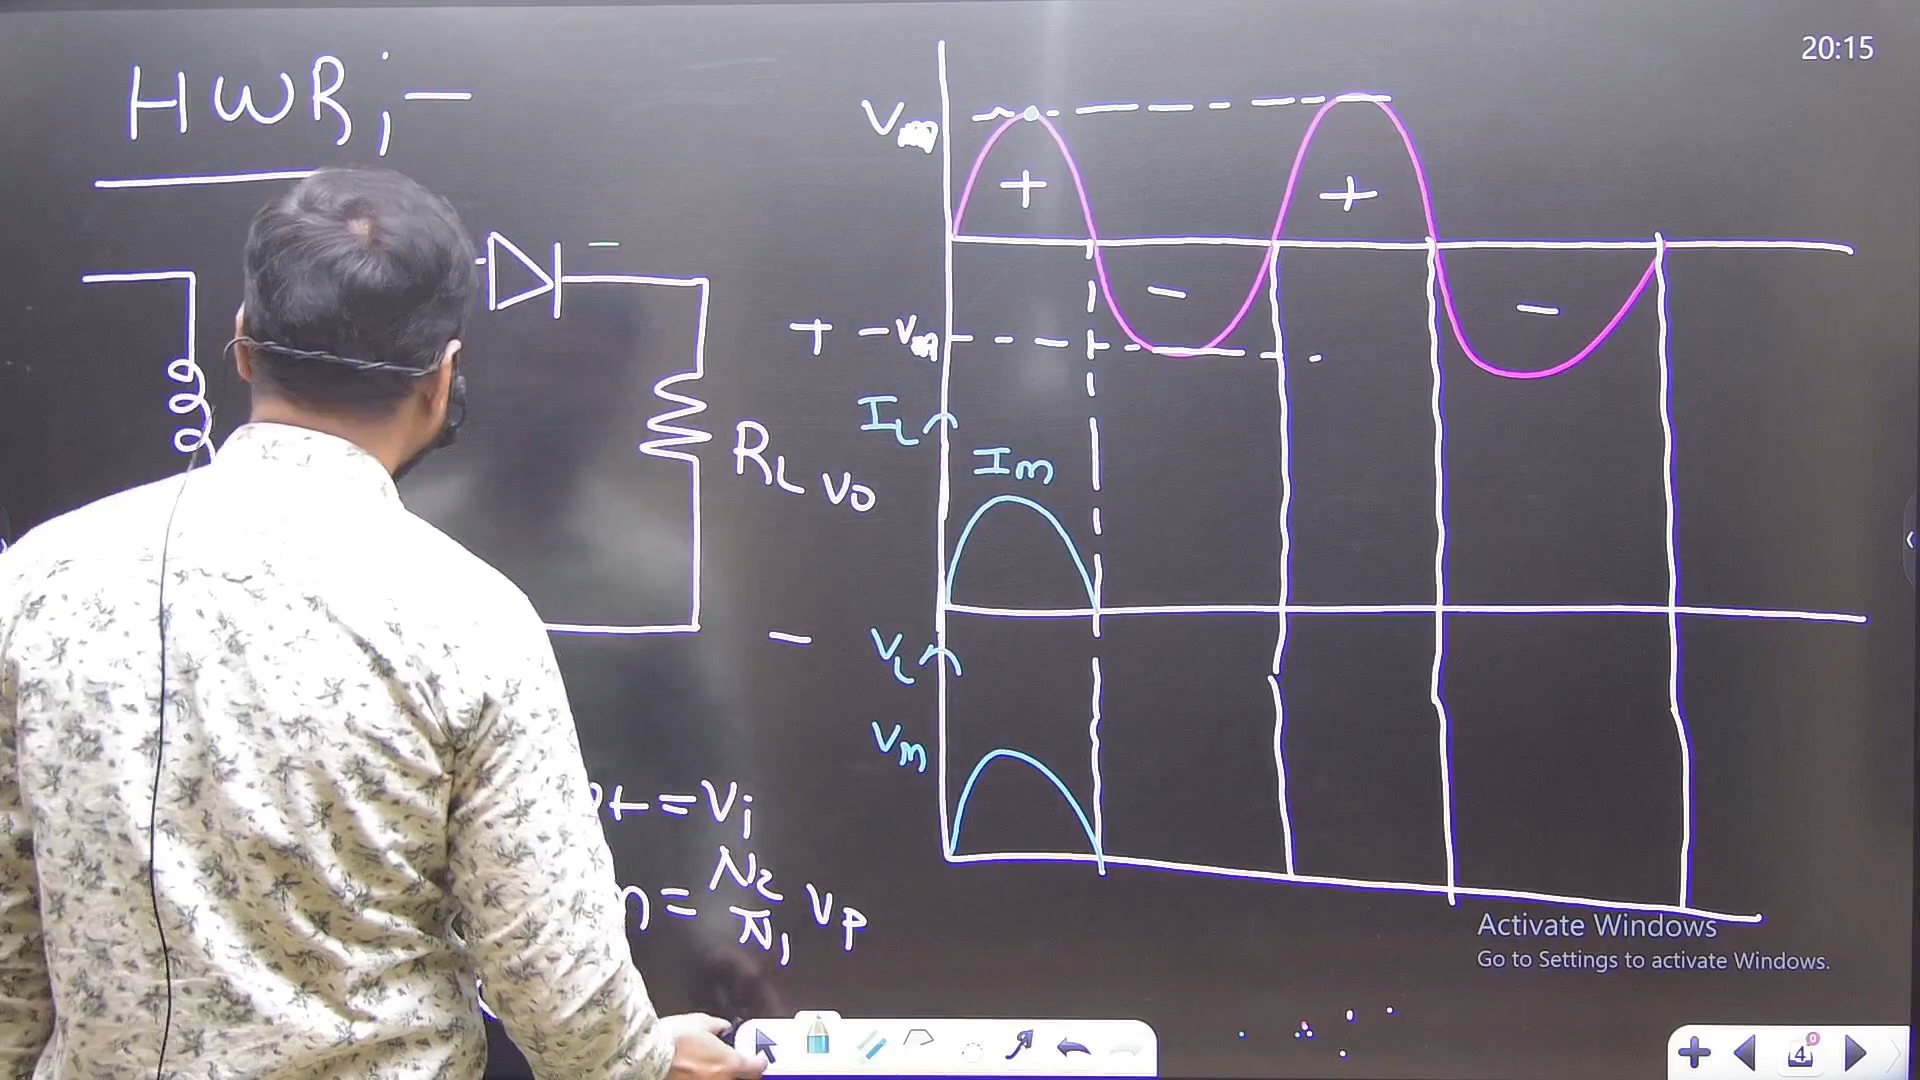 HWR;-
20:15
Vm
+
+
-
-
-
+ -Vm
IL
Im
RL
Vo
VL
-
Vm
= Vi
= N2/N1 Vp
Activate Windows
Go to Settings to activate Windows.
4
0